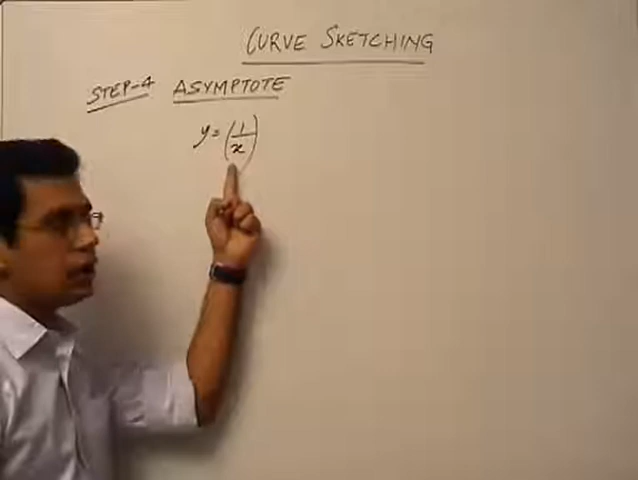 CURVE SKETCHING
STEP-4 ASYMPTOTE
y = (1/x)